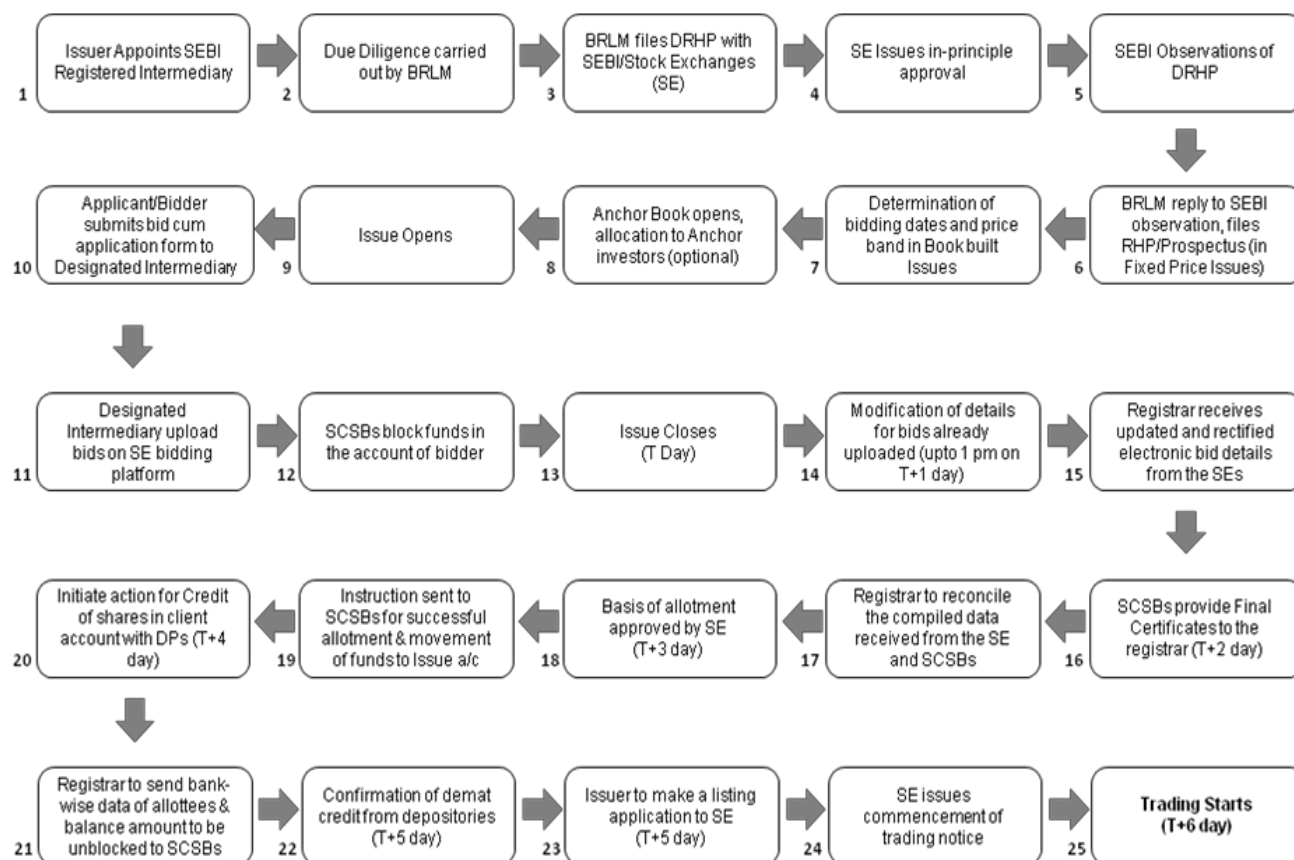 Issuer Appoints SEBI
Registered Intermediary
1
Due Diligence carried
out by BRLM
2
BRLM files DRHP with
SEBI/Stock Exchanges
(SE)
3
SE Issues in-principle
approval
4
SEBI Observations of
DRHP
5
BRLM reply to SEBI
observation, files
RHP/Prospectus (in
Fixed Price Issues)
6
Determination of
bidding dates and price
band in Book built
Issues
7
Anchor Book opens,
allocation to Anchor
investors (optional)
8
Issue Opens
9
Applicant/Bidder
submits bid cum
application form to
Designated Intermediary
10
Designated
Intermediary upload
bids on SE bidding
platform
11
SCSBs block funds in
the account of bidder
12
Issue Closes
(T Day)
13
Modification of details
for bids already
uploaded (upto 1 pm on
T+1 day)
14
Registrar receives
updated and rectified
electronic bid details
from the SEs
15
SCSBs provide Final
Certificates to the
registrar (T+2 day)
16
Registrar to reconcile
the compiled data
received from the SE
and SCSBs
17
Basis of allotment
approved by SE
(T+3 day)
18
Instruction sent to
SCSBs for successful
allotment & movement
of funds to Issue a/c
19
Initiate action for Credit
of shares in client
account with DPs (T+4
day)
20
Registrar to send bank-
wise data of allottees &
balance amount to be
unblocked to SCSBs
21
Confirmation of demat
credit from depositories
(T+5 day)
22
Issuer to make a listing
application to SE
(T+5 day)
23
SE issues
commencement of
trading notice
24
Trading Starts
(T+6 day)
25